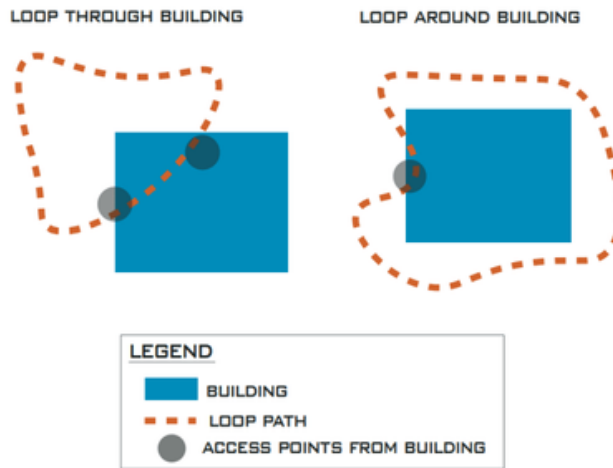 LOOP THROUGH BUILDING
LOOP AROUND BUILDING
LEGEND
BUILDING
LOOP PATH
ACCESS POINTS FROM BUILDING